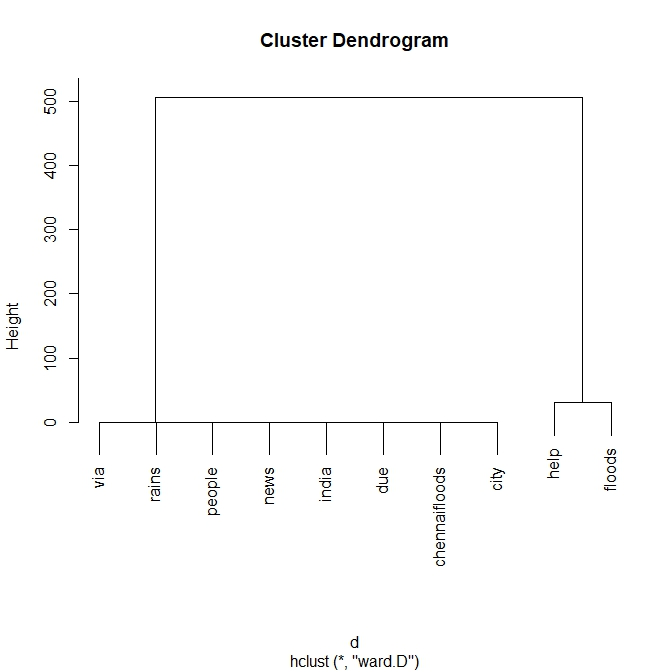 Cluster Dendrogram
Height
500
400
300
200
100
0
via
rains
people
news
india
due
chennaifloods
city
help
floods
d
hclust (*, "ward.D")